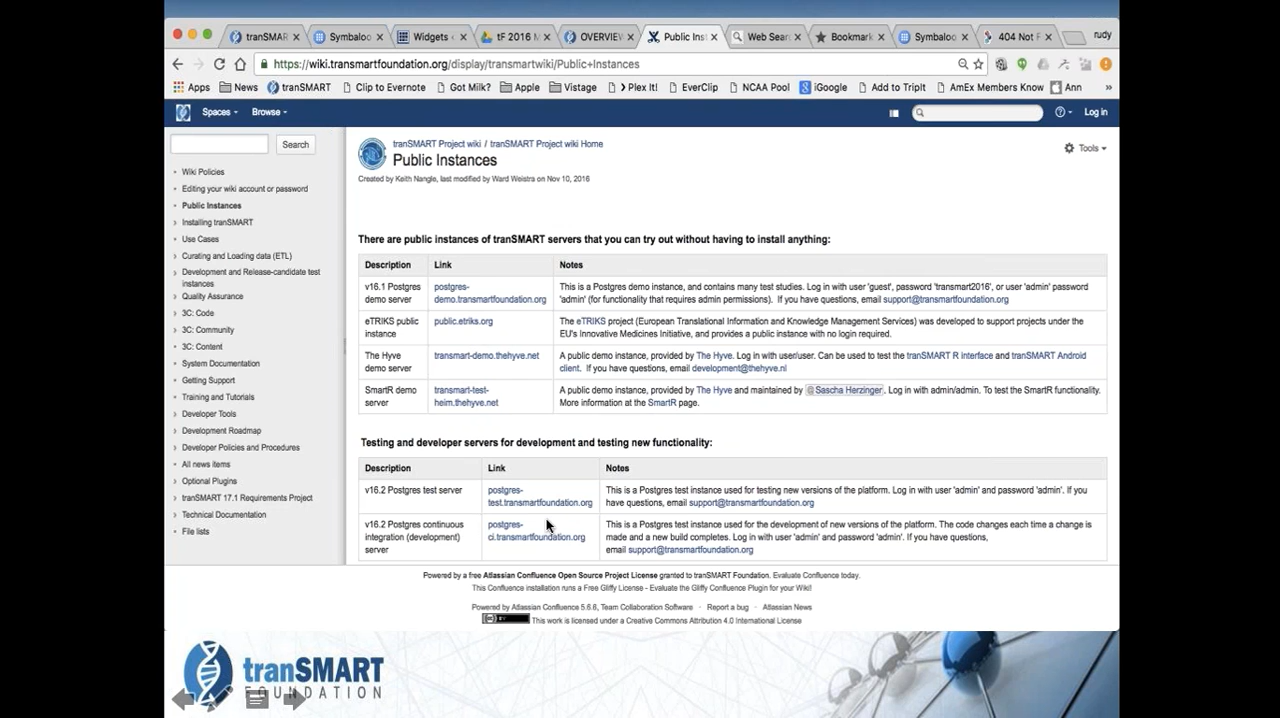 tranSMAR
Symbaloo
Widgets
tF 2016 M
OVERVIEW
Public Inst
Web Sear
Bookmark
Symbaloo
404 Not F
rudy
https://wiki.transmartfoundation.org/display/transmartwiki/Public+Instances
Apps News tranSMART Clip to Evernote Got Milk? Apple Vistage Plex It! EverClip NCAA Pool iGoogle Add to TripIt AmEx Members Know Ann »
Spaces Browse Log in
Search
Wiki Policies
Editing your wiki account or password
Public Instances
Installing tranSMART
Use Cases
Curating and Loading data (ETL)
Development and Release-candidate test
instances
Quality Assurance
3C: Code
3C: Community
3C: Content
System Documentation
Getting Support
Training and Tutorials
Developer Tools
Development Roadmap
Developer Policies and Procedures
All news items
Optional Plugins
tranSMART 17.1 Requirements Project
Technical Documentation
File lists
tranSMART Project wiki / tranSMART Project wiki Home
Public Instances
Tools
Created by Keith Nangle, last modified by Ward Weistra on Nov 10, 2016
There are public instances of tranSMART servers that you can try out without having to install anything:
Description Link Notes
v16.1 Postgres
demo server
postgres-
demo.transmartfoundation.org
This is a Postgres demo instance, and contains many test studies. Log in with user 'guest', password 'transmart2016', or user 'admin' password
'admin' (for functionality that requires admin permissions). If you have questions, email support@transmartfoundation.org
eTRIKS public
instance
public.etriks.org
The eTRIKS project (European Translational Information and Knowledge Management Services) was developed to support projects under the
EU's Innovative Medicines Initiative, and provides a public instance with no login required.
The Hyve
demo server
transmart-demo.thehyve.net
A public demo instance, provided by The Hyve. Log in with user/user. Can be used to test the tranSMART R interface and tranSMART Android
client. If you have questions, email development@thehyve.nl
SmartR demo
server
transmart-test-
heim.thehyve.net
A public demo instance, provided by The Hyve and maintained by @Sascha Herzinger. Log in with admin/admin. To test the SmartR functionality.
More information at the SmartR page.
Testing and developer servers for development and testing new functionality:
Description Link Notes
v16.2 Postgres test server
postgres-
test.transmartfoundation.org
This is a Postgres test instance used for testing new versions of the platform. Log in with user 'admin' and password 'admin'. If you
have questions, email support@transmartfoundation.org
v16.2 Postgres continuous
integration (development)
server
postgres-
ci.transmartfoundation.org
This is a Postgres test instance used for the development of new versions of the platform. The code changes each time a change is
made and a new build completes. Log in with user 'admin' and password 'admin'. If you have questions,
email support@transmartfoundation.org
Powered by a free Atlassian Confluence Open Source Project License granted to tranSMART Foundation. Evaluate Confluence today.
This Confluence installation runs a Free Gliffy License - Evaluate the Gliffy Confluence Plugin for your Wiki!
Powered by Atlassian Confluence 5.6.6, Team Collaboration Software · Report a bug · Atlassian News
This work is licensed under a Creative Commons Attribution 4.0 International License
tranSMART
FOUNDATION